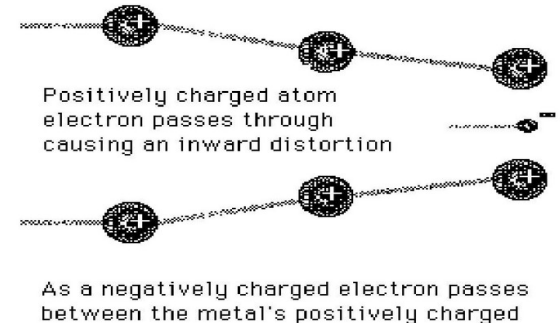 + + +
Positively charged atom
electron passes through
causing an inward distortion
-
+ + +
As a negatively charged electron passes
between the metal's positively charged